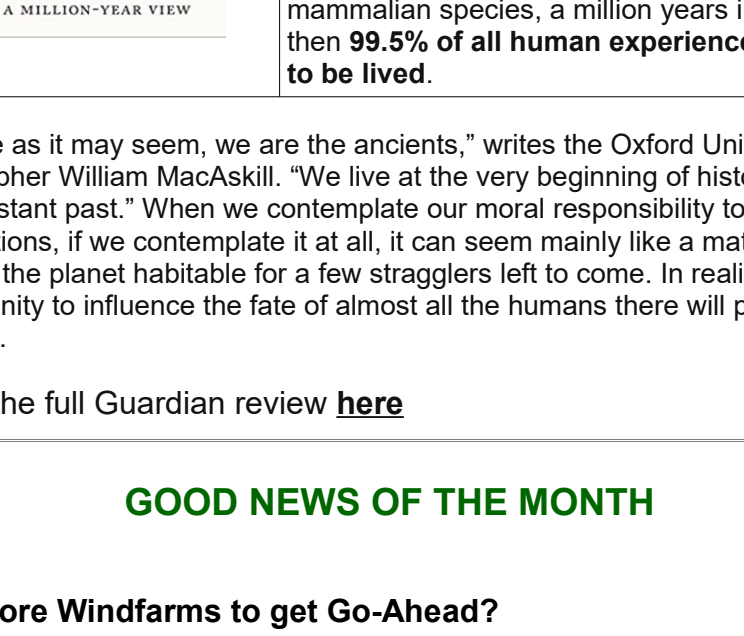 A MILLION-YEAR VIEW
mammalian species, a million years i
then 99.5% of all human experience
to be lived.
e as it may seem, we are the ancients,” writes the Oxford Uni
pher William MacAskill. “We live at the very beginning of histo
stant past.” When we contemplate our moral responsibility to
tions, if we contemplate it at all, it can seem mainly like a mat
the planet habitable for a few stragglers left to come. In reali
nity to influence the fate of almost all the humans there will p
.
he full Guardian review here
GOOD NEWS OF THE MONTH
ore Windfarms to get Go-Ahead?